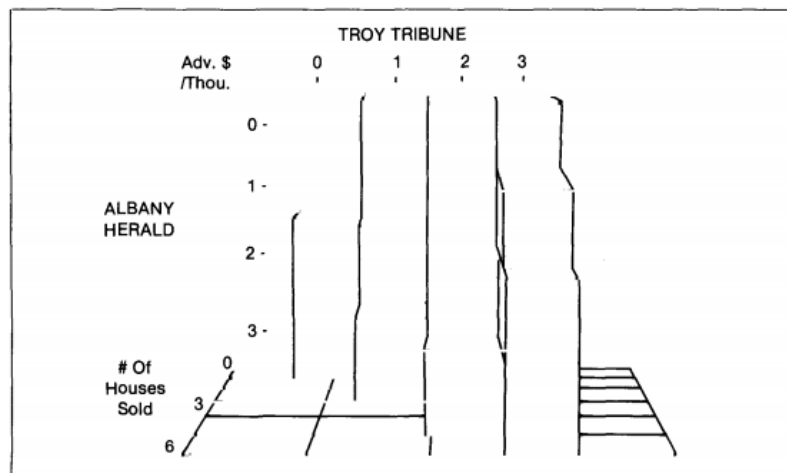 TROY TRIBUNE
Adv. $ 0 1 2 3
/Thou.
0 -
1 -
ALBANY
HERALD
2 -
3 -
# Of 0
Houses
Sold 3
6